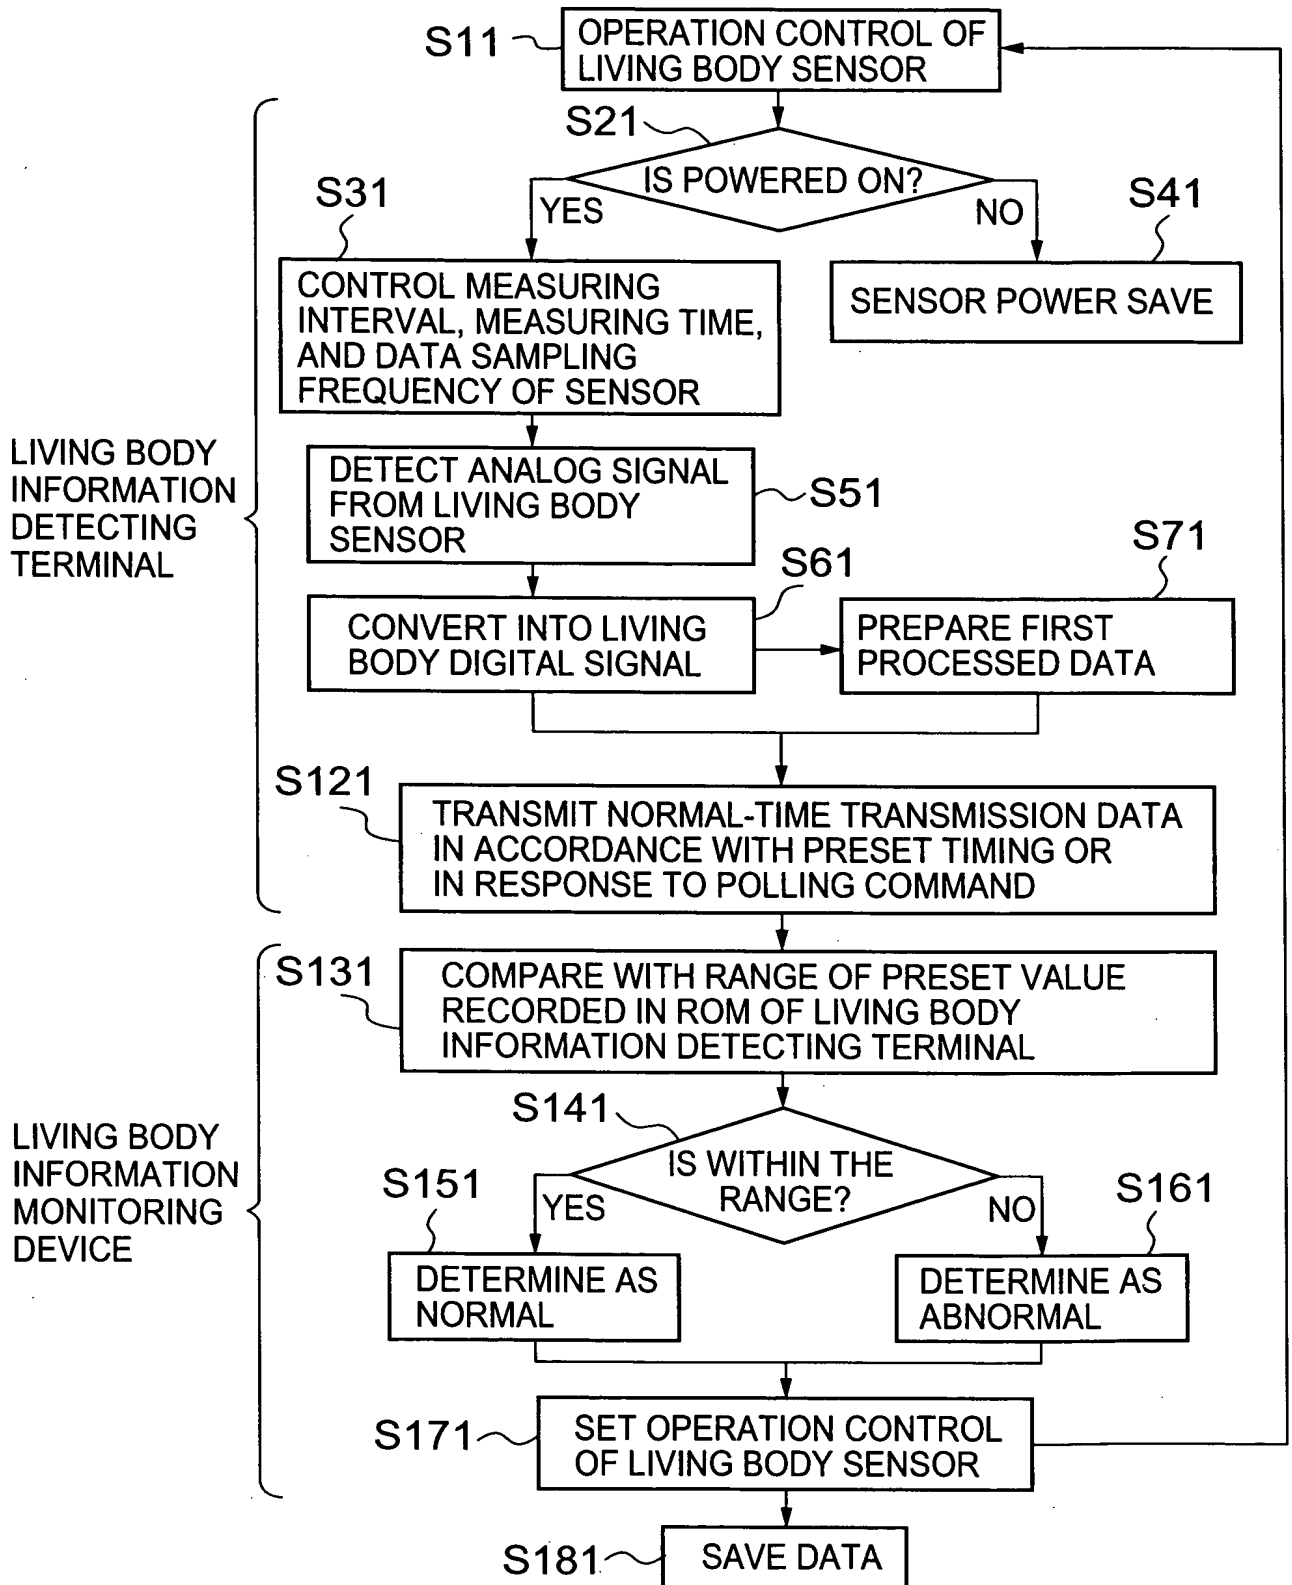 S11
OPERATION CONTROL OF
LIVING BODY SENSOR
S21
IS POWERED ON?
YES
NO
S31
CONTROL MEASURING
INTERVAL, MEASURING TIME,
AND DATA SAMPLING
FREQUENCY OF SENSOR
S41
SENSOR POWER SAVE
LIVING BODY
INFORMATION
DETECTING
TERMINAL
DETECT ANALOG SIGNAL
FROM LIVING BODY
SENSOR
S51
S61
CONVERT INTO LIVING
BODY DIGITAL SIGNAL
S71
PREPARE FIRST
PROCESSED DATA
S121
TRANSMIT NORMAL-TIME TRANSMISSION DATA
IN ACCORDANCE WITH PRESET TIMING OR
IN RESPONSE TO POLLING COMMAND
S131
COMPARE WITH RANGE OF PRESET VALUE
RECORDED IN ROM OF LIVING BODY
INFORMATION DETECTING TERMINAL
LIVING BODY
INFORMATION
MONITORING
DEVICE
S141
IS WITHIN THE
RANGE?
YES
NO
S151
DETERMINE AS
NORMAL
S161
DETERMINE AS
ABNORMAL
S171
SET OPERATION CONTROL
OF LIVING BODY SENSOR
S181
SAVE DATA